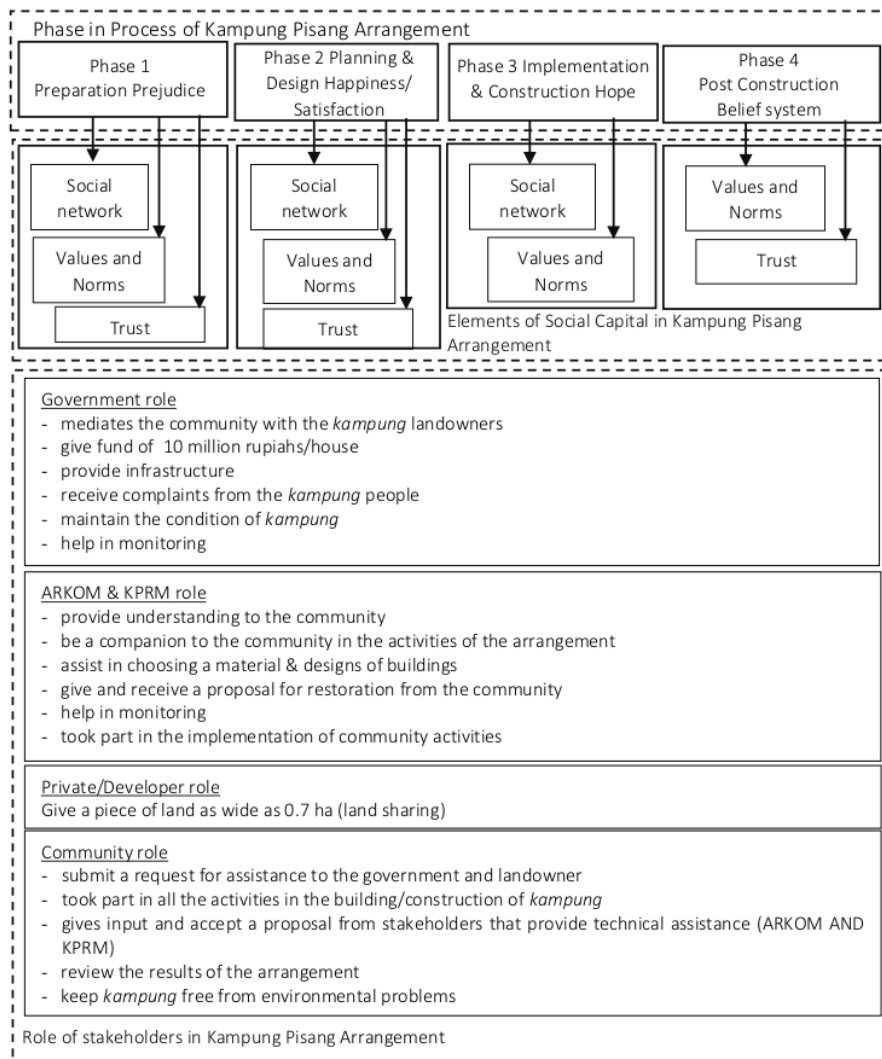 Phase in Process of Kampung Pisang Arrangement
Phase 1
Preparation Prejudice
Phase 2 Planning &
Design Happiness/
Satisfaction
Phase 3 Implementation
& Construction Hope
Phase 4
Post Construction
Belief system
Social
network
Values and
Norms
Trust
Social
network
Values and
Norms
Trust
Social
network
Values and
Norms
Values and
Norms
Trust
Elements of Social Capital in Kampung Pisang
Arrangement
Government role
- mediates the community with the kampung landowners
- give fund of 10 million rupiahs/house
- provide infrastructure
- receive complaints from the kampung people
- maintain the condition of kampung
- help in monitoring
ARKOM & KPRM role
- provide understanding to the community
- be a companion to the community in the activities of the arrangement
- assist in choosing a material & designs of buildings
- give and receive a proposal for restoration from the community
- help in monitoring
- took part in the implementation of community activities
Private/Developer role
Give a piece of land as wide as 0.7 ha (land sharing)
Community role
- submit a request for assistance to the government and landowner
- took part in all the activities in the building/construction of kampung
- gives input and accept a proposal from stakeholders that provide technical assistance (ARKOM AND
KPRM)
- review the results of the arrangement
- keep kampung free from environmental problems
Role of stakeholders in Kampung Pisang Arrangement